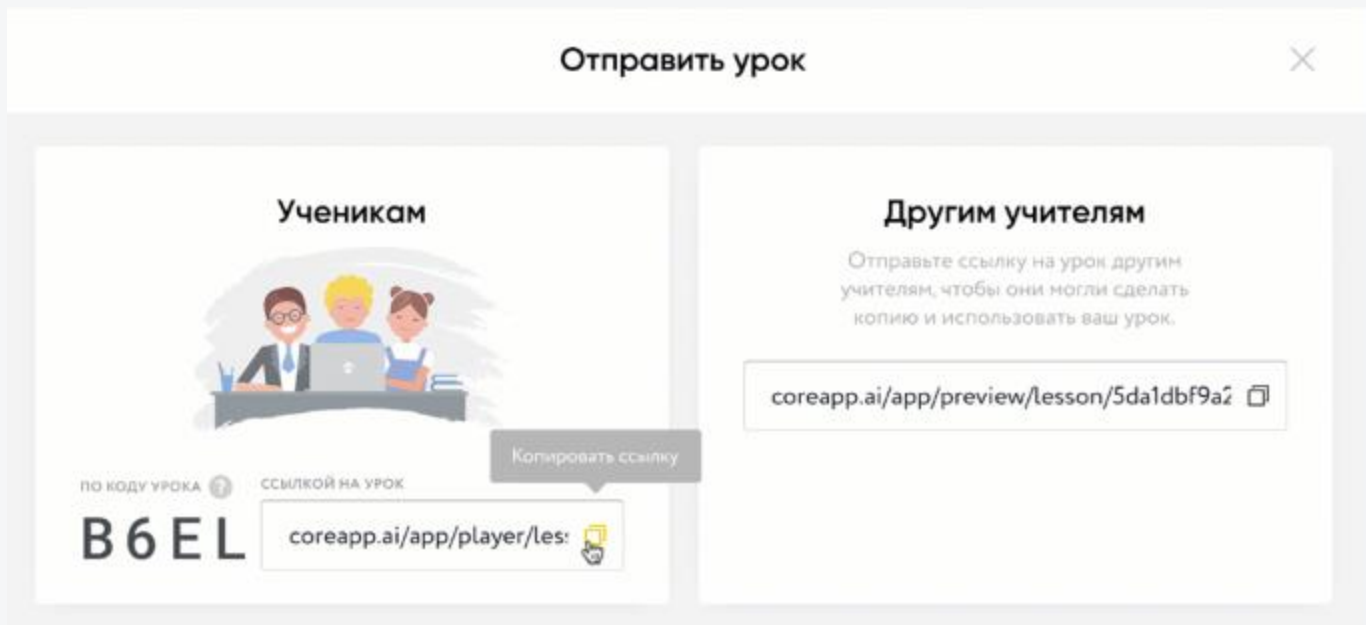 Отправить урок
Ученикам
Другим учителям
Отправьте ссылку на урок другим
учителям, чтобы они могли сделать
копию и использовать ваш урок.
coreapp.ai/app/preview/lesson/5da1dbf9a2
Копировать ссылку
ПО КОДУ УРОКА ?
ССЫЛКОЙ НА УРОК
B6EL
coreapp.ai/app/player/les